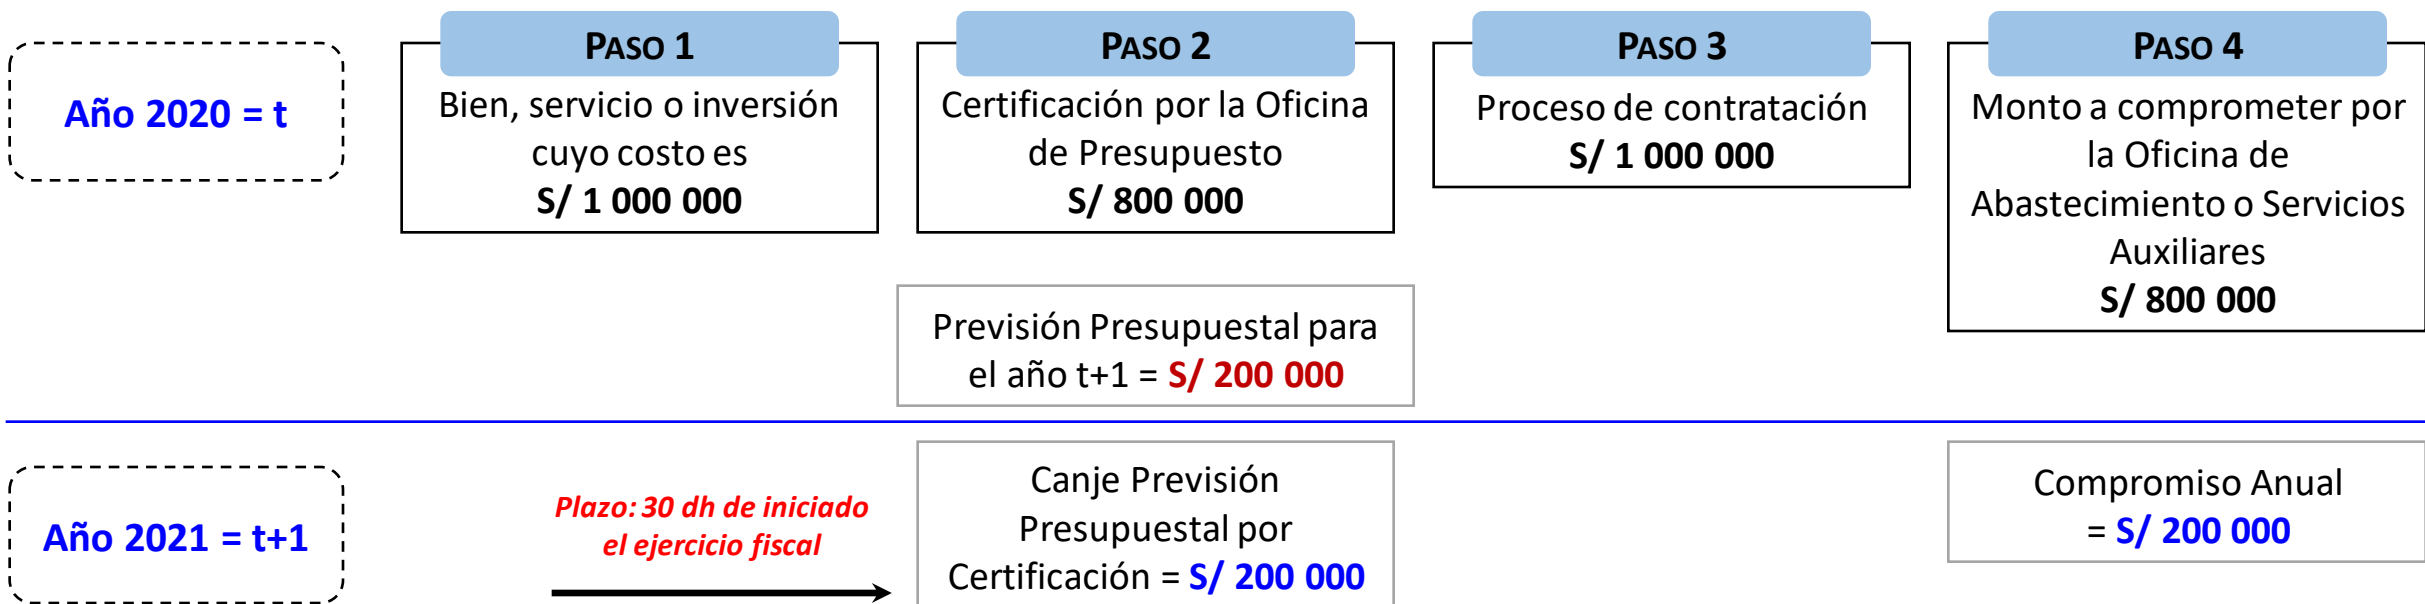 Año 2020 = t
PASO 1
Bien, servicio o inversión
cuyo costo es
S/ 1 000 000
PASO 2
Certificación por la Oficina
de Presupuesto
S/ 800 000
Previsión Presupuestal para
el año t+1 = S/ 200 000
PASO 3
Proceso de contratación
S/ 1 000 000
PASO 4
Monto a comprometer por
la Oficina de
Abastecimiento o Servicios
Auxiliares
S/ 800 000
Año 2021 = t+1
Plazo: 30 dh de iniciado
el ejercicio fiscal
Canje Previsión
Presupuestal por
Certificación = S/ 200 000
Compromiso Anual
= S/ 200 000